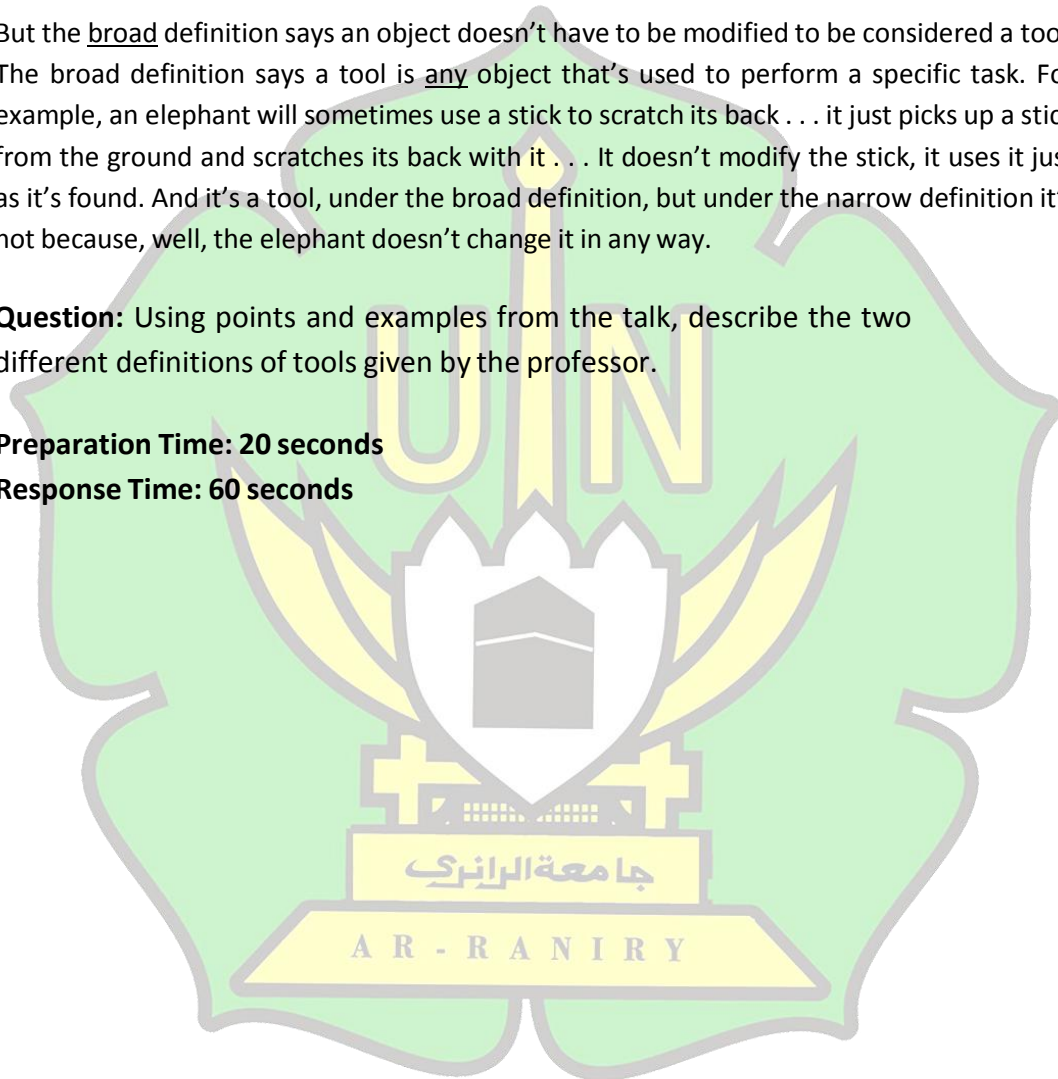 But the broad definition says an object doesn’t have to be modified to be considered a too
The broad definition says a tool is any object that’s used to perform a specific task. Fo
example, an elephant will sometimes use a stick to scratch its back . . . it just picks up a stic
from the ground and scratches its back with it . . . It doesn’t modify the stick, it uses it jus
as it’s found. And it’s a tool, under the broad definition, but under the narrow definition it’
not because, well, the elephant doesn’t change it in any way.
Question: Using points and examples from the talk, describe the two
different definitions of tools given by the professor.
Preparation Time: 20 seconds
Response Time: 60 seconds
UIN
جامعة الرانري
AR-RANIRY